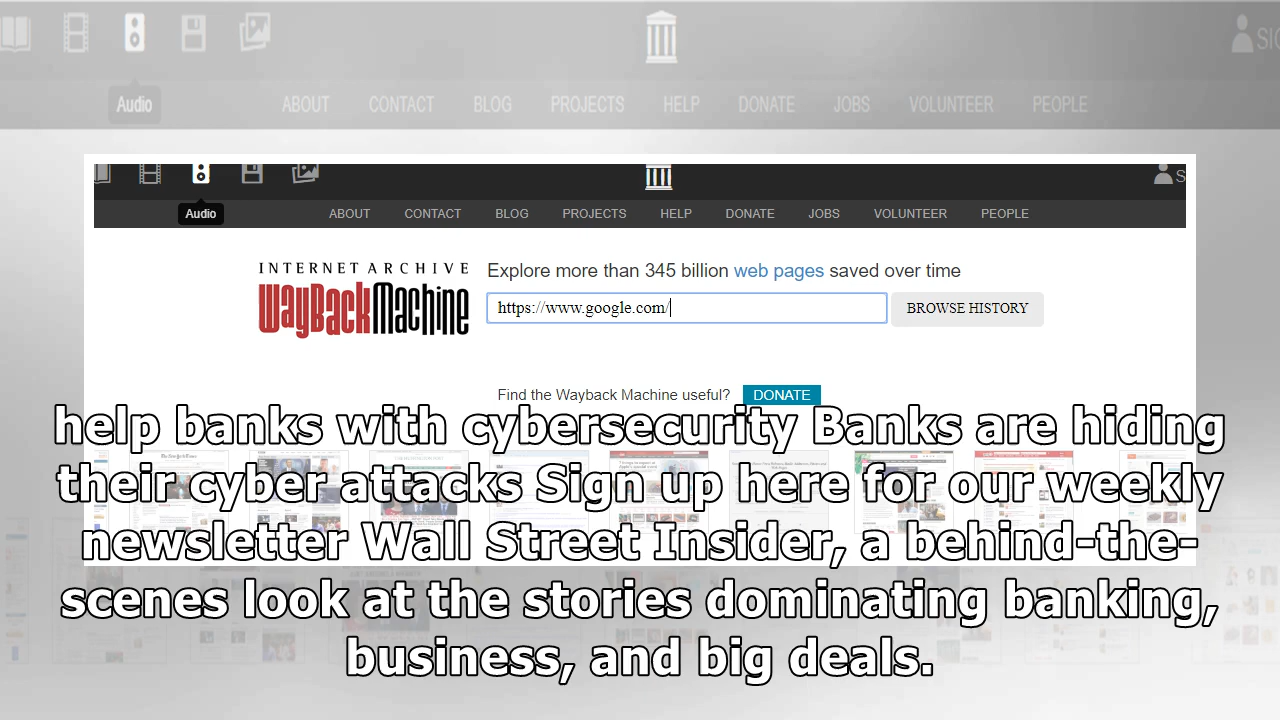 SIG
Audio
ABOUT CONTACT BLOG PROJECTS HELP DONATE JOBS VOLUNTEER PEOPLE
S
Audio
ABOUT CONTACT BLOG PROJECTS HELP DONATE JOBS VOLUNTEER PEOPLE
INTERNET ARCHIVE
WayBackMachine
Explore more than 345 billion web pages saved over time
https://www.google.com/
BROWSE HISTORY
Find the Wayback Machine useful? DONATE
help banks with cybersecurity Banks are hiding
their cyber attacks Sign up here for our weekly
newsletter Wall Street Insider, a behind-the-
scenes look at the stories dominating banking,
business, and big deals.